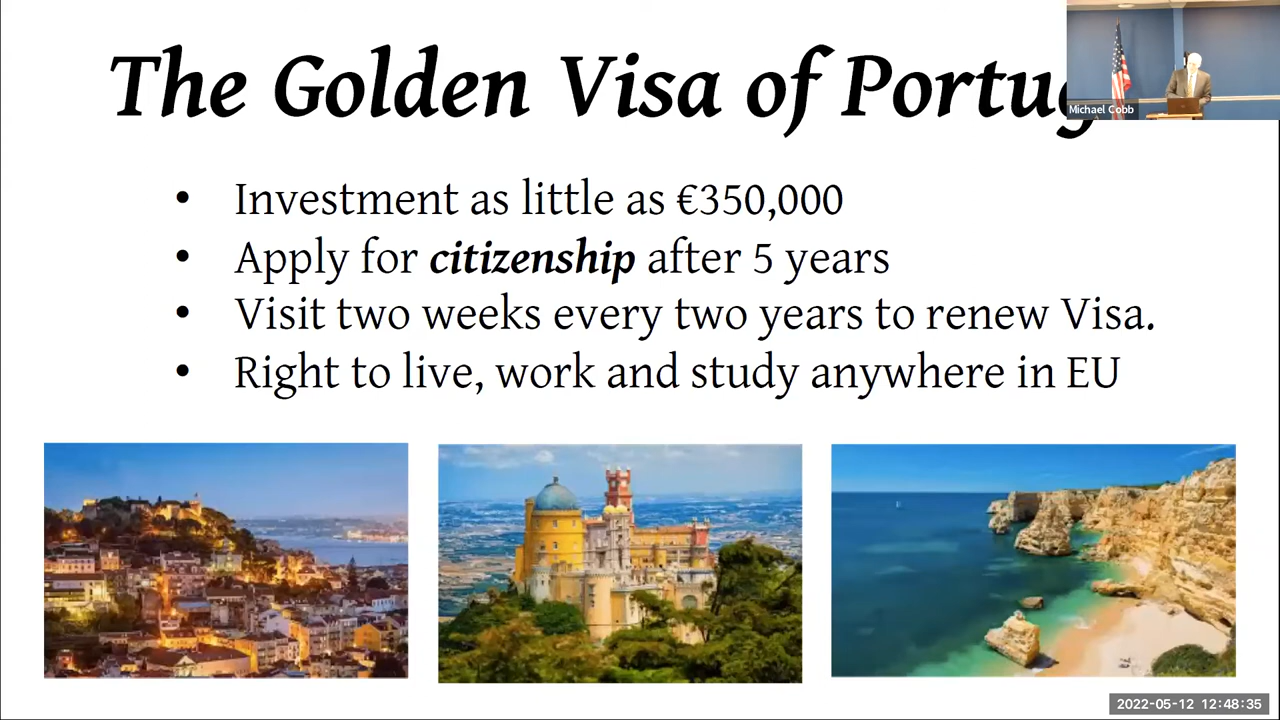 The Golden Visa of Portug
Michael Cobb
• Investment as little as €350,000
• Apply for citizenship after 5 years
• Visit two weeks every two years to renew Visa.
• Right to live, work and study anywhere in EU
2022-05-12 12:48:35